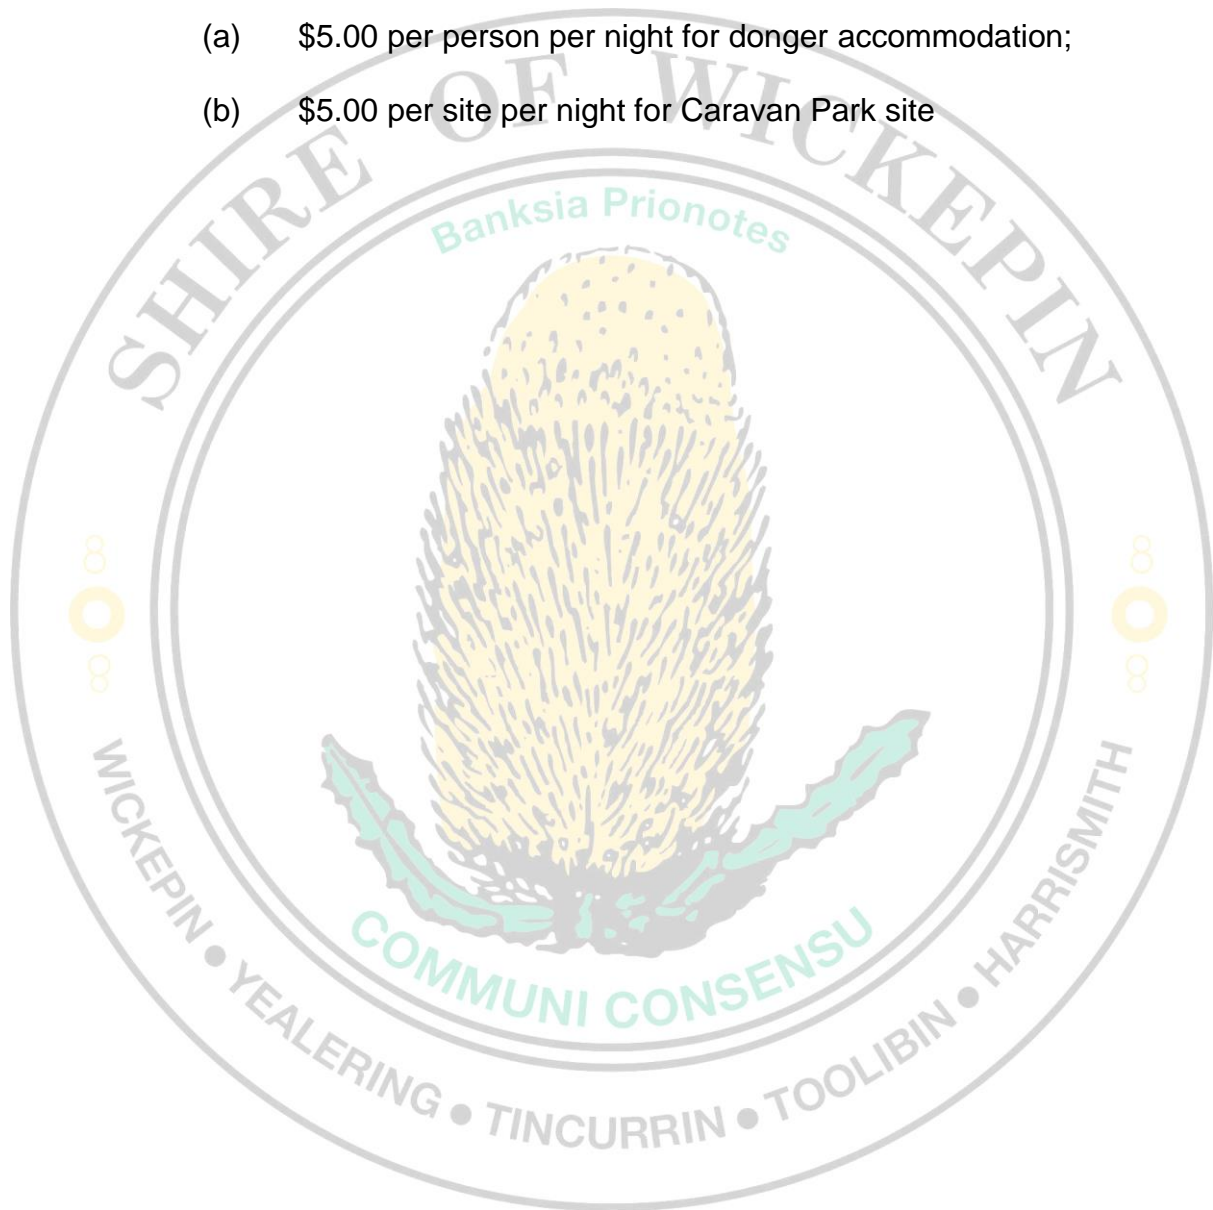 (a) $5.00 per person per night for donger accommodation;
(b) $5.00 per site per night for Caravan Park site
SHIRE OF WICKEPIN
Banksia Prionotes
COMMUNI CONSENSU
WICKEPIN • YEALERING • TINCURRIN • TOOLIBIN • HARRISMITH